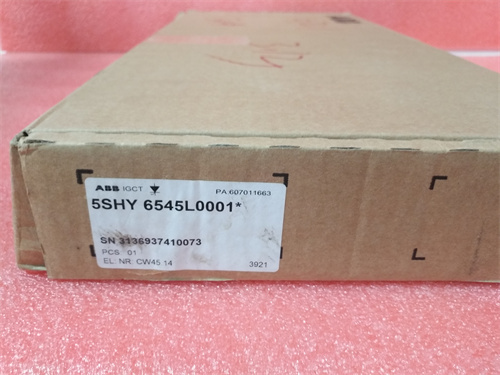 ABB IGCT PA 607011663
5SHY 6545L0001*
SN 3136937410073
PCS 01
EL. NR. CW45.14 3921